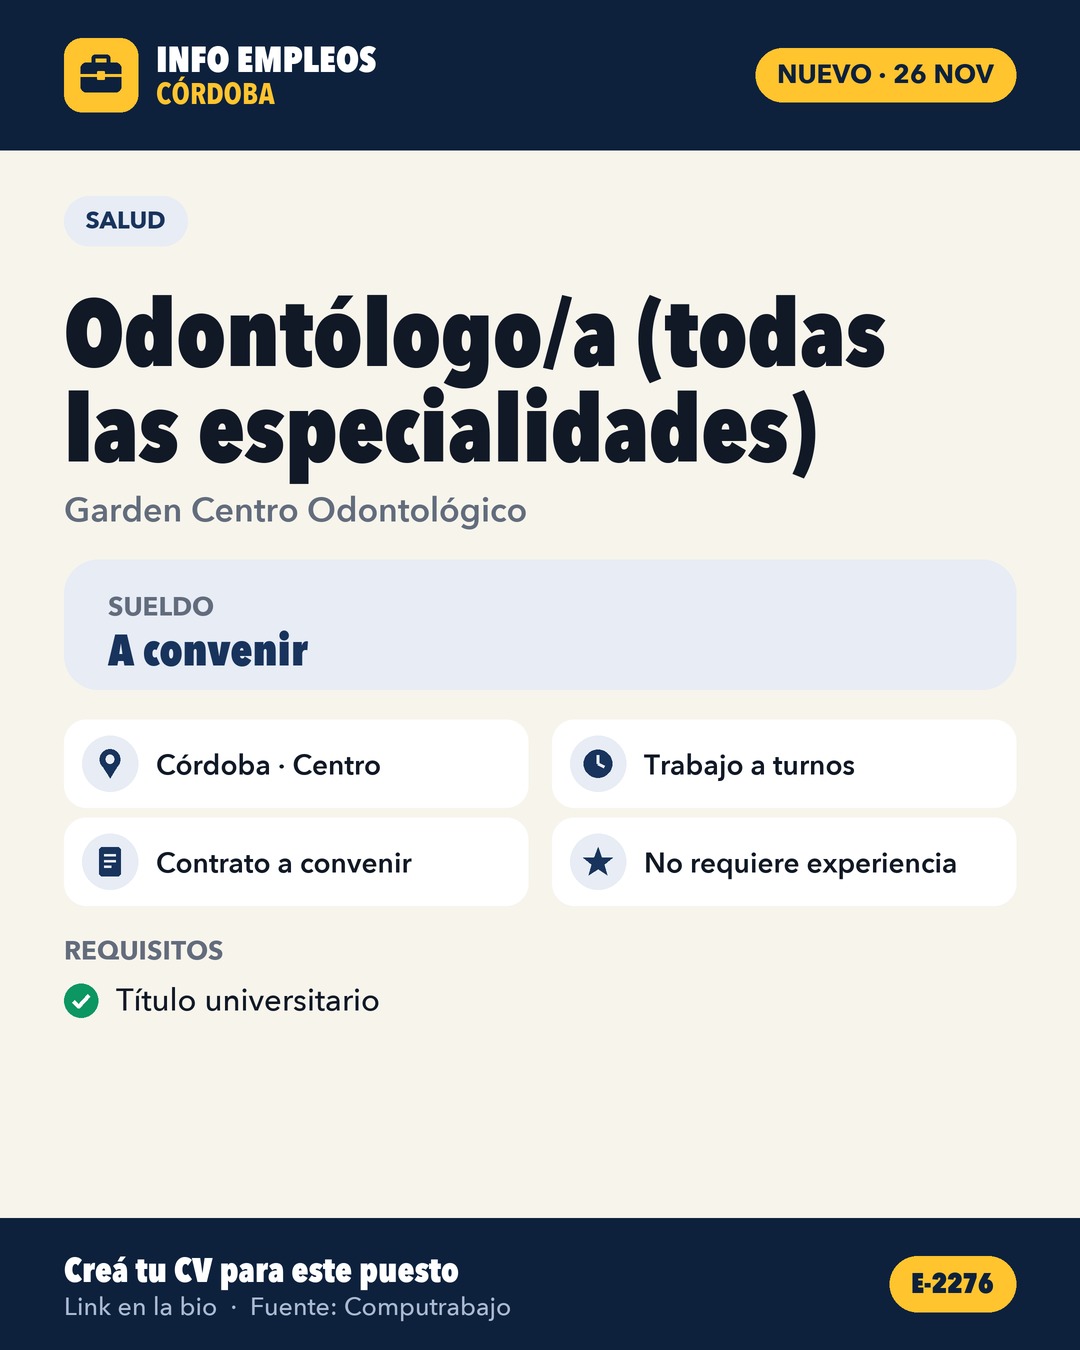 INFO EMPLEOS
CÓRDOBA
NUEVO · 26 NOV
SALUD
Odontólogo/a (todas
las especialidades)
Garden Centro Odontológico
SUELDO
A convenir
Córdoba · Centro
Trabajo a turnos
Contrato a convenir
No requiere experiencia
REQUISITOS
Título universitario
Creá tu CV para este puesto
Link en la bio · Fuente: Computrabajo
E-2276